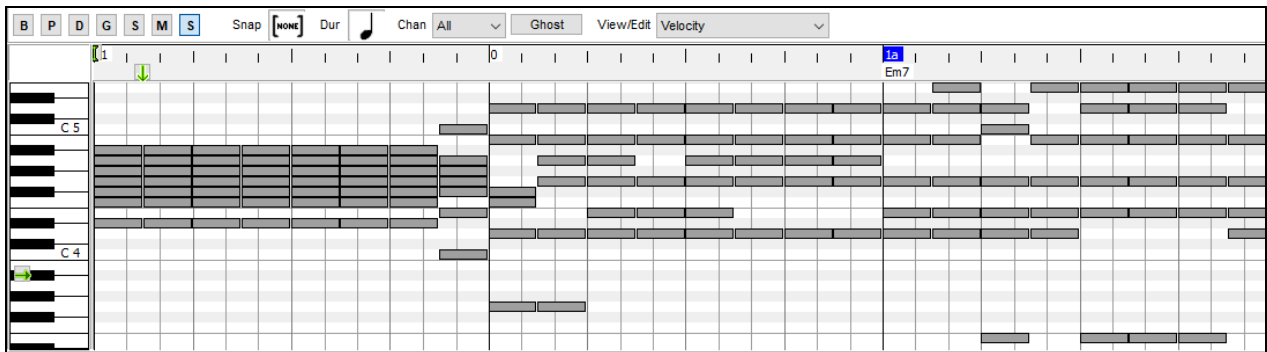 B P D G S M S Snap [NONE] Dur Chan All Ghost View/Edit Velocity
1 0 1a
Em7
C 5
C 4